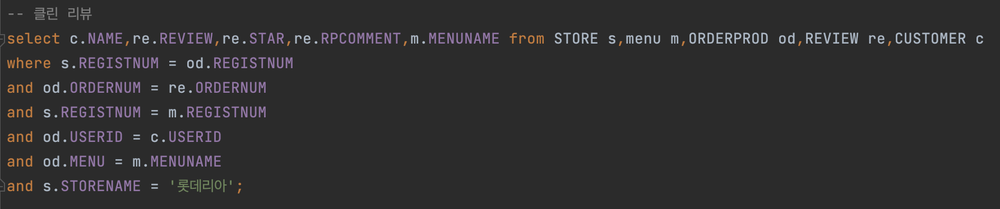 -- 클린 리뷰
select c.NAME,re.REVIEW,re.STAR,re.RPCOMMENT,m.MENUNAME from STORE s,menu m,ORDERPROD od,REVIEW re,CUSTOMER c
where s.REGISTNUM = od.REGISTNUM
and od.ORDERNUM = re.ORDERNUM
and s.REGISTNUM = m.REGISTNUM
and od.USERID = c.USERID
and od.MENU = m.MENUNAME
and s.STORENAME = '롯데리아';